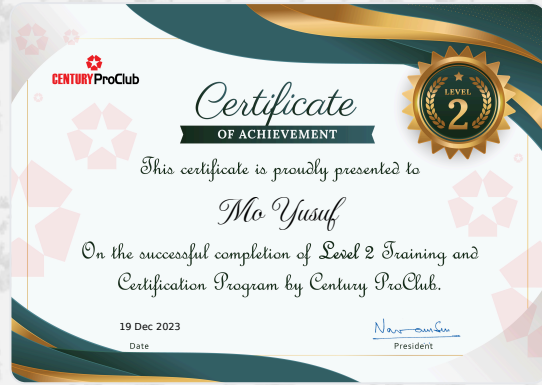 CENTURY ProClub
Certificate
OF ACHIEVEMENT
LEVEL
2
This certificate is proudly presented to
Mo Yusuf
On the successful completion of Level 2 Training and
Certification Program by Century ProClub.
19 Dec 2023
Date
President